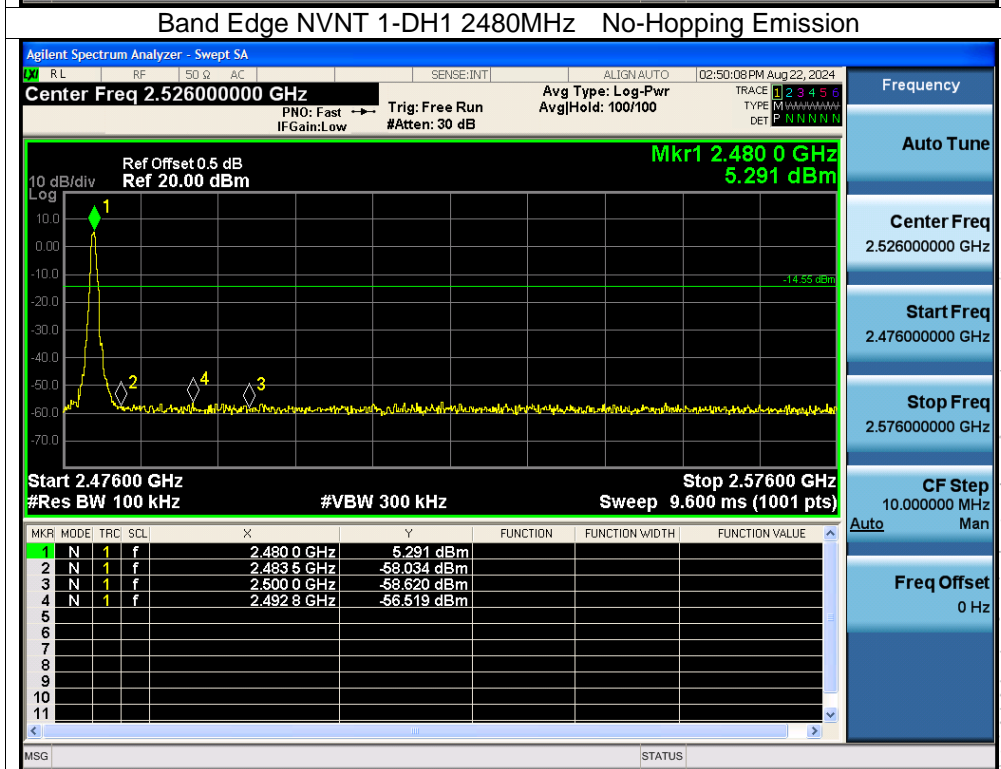 Band Edge NVNT 1-DH1 2480MHz No-Hopping Emission
Agilent Spectrum Analyzer - Swept SA
LXI RL RF 50 Ω AC SENSE:INT ALIGN AUTO 02:50:08 PM Aug 22, 2024
Center Freq 2.526000000 GHz
PNO: Fast
IFGain:Low
Trig: Free Run
#Atten: 30 dB
Avg Type: Log-Pwr
Avg|Hold: 100/100
TRACE 1 2 3 4 5 6
TYPE M
DET P N N N N N
Frequency
Auto Tune
Center Freq
2.526000000 GHz
Start Freq
2.476000000 GHz
Stop Freq
2.576000000 GHz
CF Step
10.000000 MHz
Auto Man
Freq Offset
0 Hz
Mkr1 2.480 0 GHz
5.291 dBm
Ref Offset 0.5 dB
10 dB/div Ref 20.00 dBm
Log
10.0
0.00
-10.0
-20.0
-30.0
-40.0
-50.0
-60.0
-70.0
1
2
4
3
-14.55 dBm
Start 2.47600 GHz Stop 2.57600 GHz
#Res BW 100 kHz #VBW 300 kHz Sweep 9.600 ms (1001 pts)
MKR MODE TRC SCL X Y FUNCTION FUNCTION WIDTH FUNCTION VALUE
1 N 1 f 2.480 0 GHz 5.291 dBm
2 N 1 f 2.483 5 GHz -58.034 dBm
3 N 1 f 2.500 0 GHz -58.620 dBm
4 N 1 f 2.492 8 GHz -56.519 dBm
5
6
7
8
9
10
11
MSG STATUS